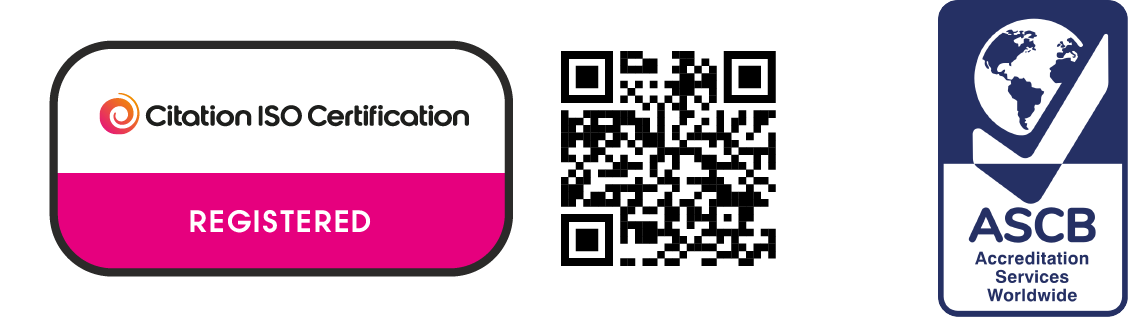 Citation ISO Certification
REGISTERED
ASCB
Accreditation
Services
Worldwide